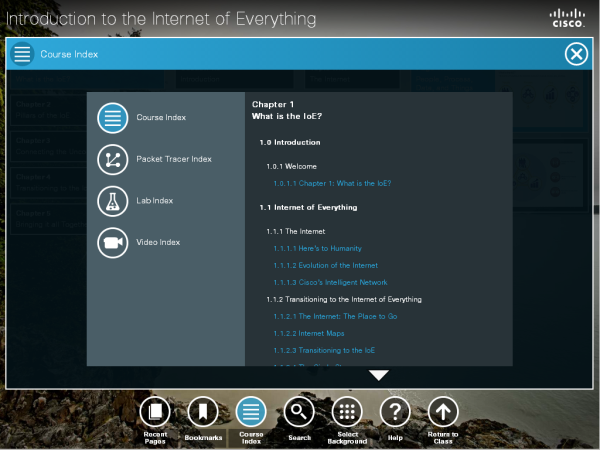 Introduction to the Internet of Everything
CISCO
Course Index
Course Index
Packet Tracer Index
Lab Index
Video Index
Chapter 1
What is the IoE?
1.0 Introduction
1.0.1 Welcome
1.0.1.1 Chapter 1: What is the IoE?
1.1 Internet of Everything
1.1.1 The Internet
1.1.1.1 Here's to Humanity
1.1.1.2 Evolution of the Internet
1.1.1.3 Cisco's Intelligent Network
1.1.2 Transitioning to the Internet of Everything
1.1.2.1 The Internet: The Place to Go
1.1.2.2 Internet Maps
1.1.2.3 Transitioning to the IoE
Recent
Pages
Bookmarks
Course
Index
Search
Select
Background
Help
Return to
Class